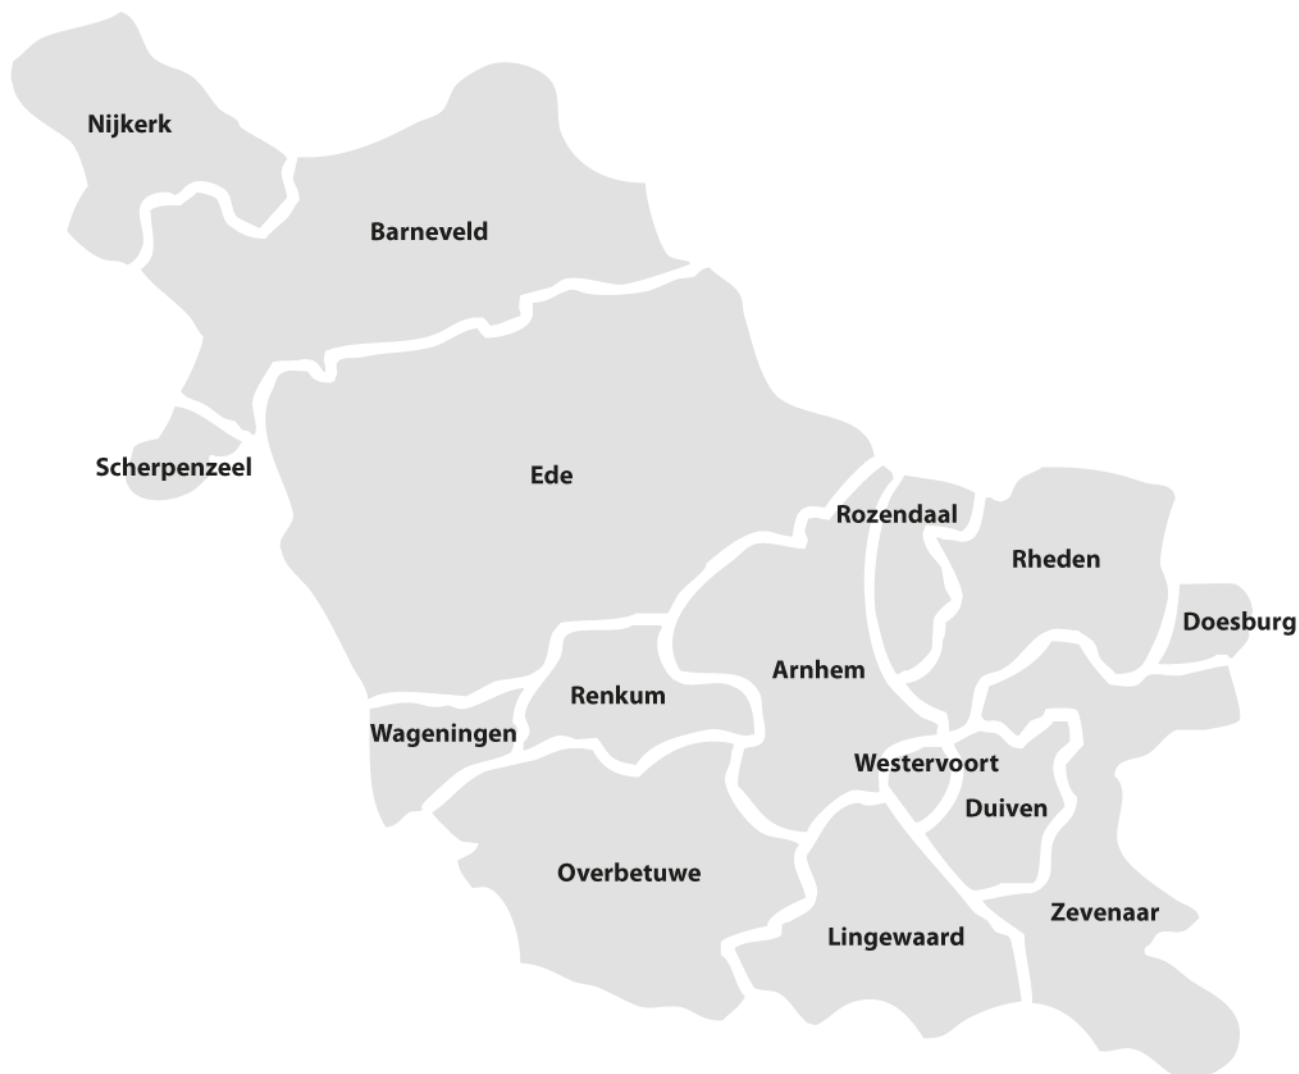 Nijkerk
Barneveld
Scherpenzeel
Ede
Rozendaal
Rheden
Doesburg
Arnhem
Renkum
Wageningen
Westervoort
Duiven
Overbetuwe
Zevenaar
Lingewaard